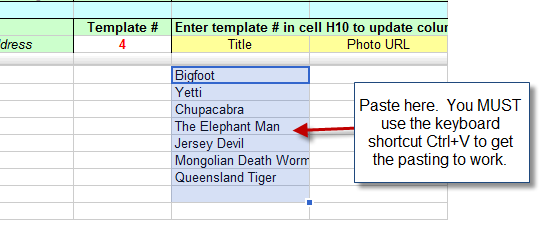 Template # Enter template # in cell H10 to update colu
dress 4 Title Photo URL
Bigfoot
Yetti
Chupacabra
The Elephant Man
Jersey Devil
Mongolian Death Worm
Queensland Tiger
Paste here. You MUST
use the keyboard
shortcut Ctrl+V to get
the pasting to work.